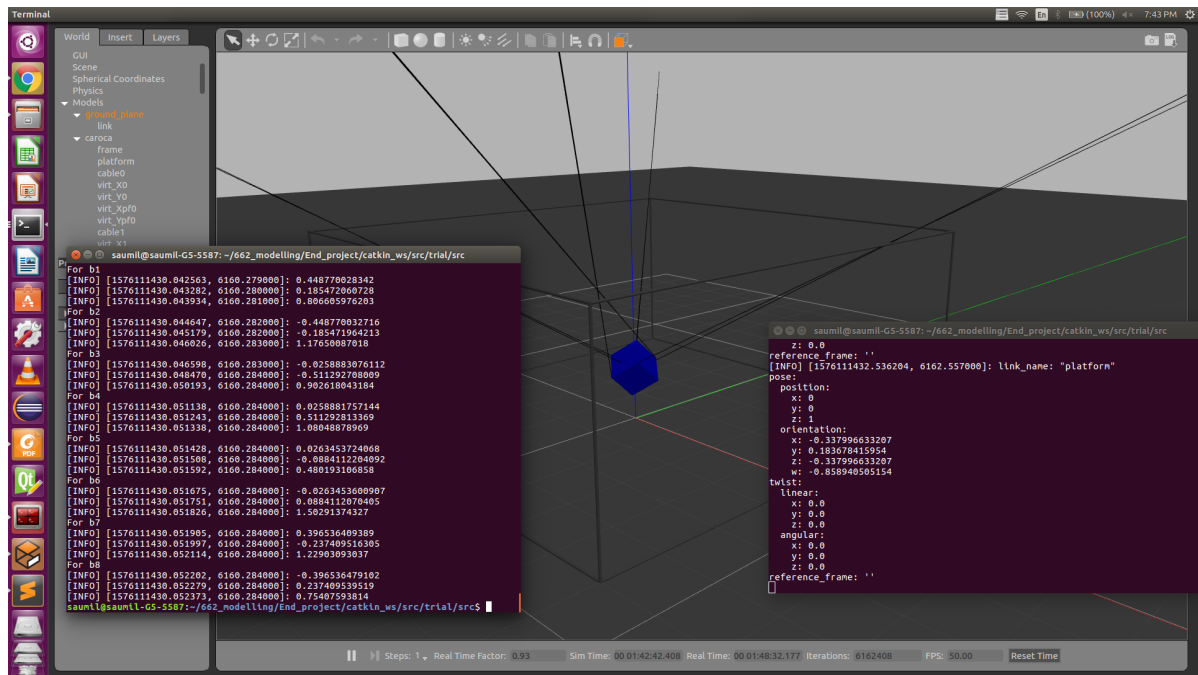 Terminal
En
(100%)
7:43 PM
World Insert Layers
GUI
Scene
Spherical Coordinates
Physics
Models
ground_plane
link
caroca
frame
platform
cable0
virt_X0
virt_Y0
virt_Xpf0
virt_Ypf0
cable1
virt_X1
saumil@saumil-G5-5587: ~/662_modelling/End_project/catkin_ws/src/trial/src
For b1
[INFO] [1576111430.042563, 6160.279000]: 0.448770028342
[INFO] [1576111430.043282, 6160.280000]: 0.185472060728
[INFO] [1576111430.043934, 6160.281000]: 0.806605976203
For b2
[INFO] [1576111430.044647, 6160.282000]: -0.448770032716
[INFO] [1576111430.045179, 6160.282000]: -0.185471964213
[INFO] [1576111430.046026, 6160.283000]: 1.17650087018
For b3
[INFO] [1576111430.046598, 6160.283000]: -0.0258883076112
[INFO] [1576111430.048470, 6160.284000]: -0.511292708009
[INFO] [1576111430.050193, 6160.284000]: 0.902618043184
For b4
[INFO] [1576111430.051138, 6160.284000]: 0.0258881757144
[INFO] [1576111430.051243, 6160.284000]: 0.511292813369
[INFO] [1576111430.051338, 6160.284000]: 1.08048878969
For b5
[INFO] [1576111430.051428, 6160.284000]: 0.0263453724068
[INFO] [1576111430.051508, 6160.284000]: -0.0884112204092
[INFO] [1576111430.051592, 6160.284000]: 0.480193106858
For b6
[INFO] [1576111430.051675, 6160.284000]: -0.0263453600907
[INFO] [1576111430.051751, 6160.284000]: 0.0884112070405
[INFO] [1576111430.051826, 6160.284000]: 1.50291374327
For b7
[INFO] [1576111430.051905, 6160.284000]: 0.396536409389
[INFO] [1576111430.051997, 6160.284000]: -0.237409516305
[INFO] [1576111430.052114, 6160.284000]: 1.22903093037
For b8
[INFO] [1576111430.052202, 6160.284000]: -0.396536479102
[INFO] [1576111430.052279, 6160.284000]: 0.237409539519
[INFO] [1576111430.052373, 6160.284000]: 0.75407593814
saumil@saumil-G5-5587:~/662_modelling/End_project/catkin_ws/src/trial/src$
saumil@saumil-G5-5587: ~/662_modelling/End_project/catkin_ws/src/trial/src
z: 0.0
reference_frame: ''
[INFO] [1576111432.536204, 6162.557000]: link_name: "platform"
pose:
position:
x: 0
y: 0
z: 1
orientation:
x: -0.337996633207
y: 0.183678415954
z: -0.337996633207
w: -0.858940505154
twist:
linear:
x: 0.0
y: 0.0
z: 0.0
angular:
x: 0.0
y: 0.0
z: 0.0
reference_frame: ''
Steps: 1 Real Time Factor: 0.93 Sim Time: 00 01:42:42.408 Real Time: 00 01:48:32.177 Iterations: 6162408 FPS: 50.00 Reset Time